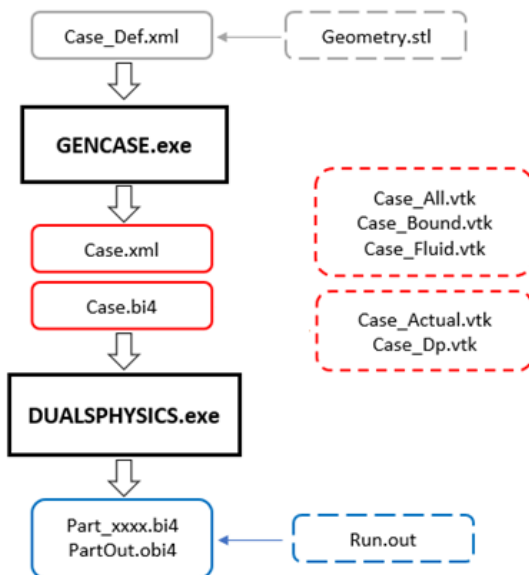 Case_Def.xml
Geometry.stl
GENCASE.exe
Case_All.vtk
Case_Bound.vtk
Case_Fluid.vtk
Case.xml
Case.bi4
Case_Actual.vtk
Case_Dp.vtk
DUALSPHYSICS.exe
Part_xxxx.bi4
PartOut.obi4
Run.out